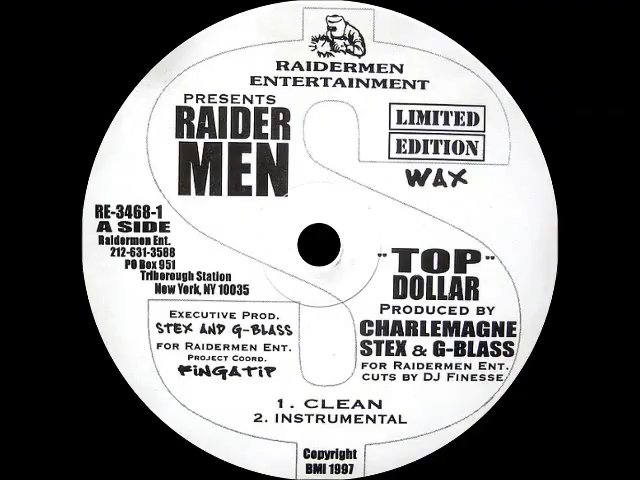 RAIDERMEN
ENTERTAINMENT
PRESENTS
RAIDER
MEN
LIMITED
EDITION
WAX
RE-3468-1
A SIDE
Raidermen Ent.
212-631-3588
PO Box 951
Triborough Station
New York, NY 10035
EXECUTIVE PROD.
STEX AND G-BLASS
FOR RAIDERMEN ENT.
PROJECT COORD.
FINGATIP
"TOP"
DOLLAR
PRODUCED BY
CHARLEMAGNE
STEX & G-BLASS
FOR RAIDERMEN ENT.
CUTS BY DJ FINESSE
1. CLEAN
2. INSTRUMENTAL
Copyright
BMI 1997